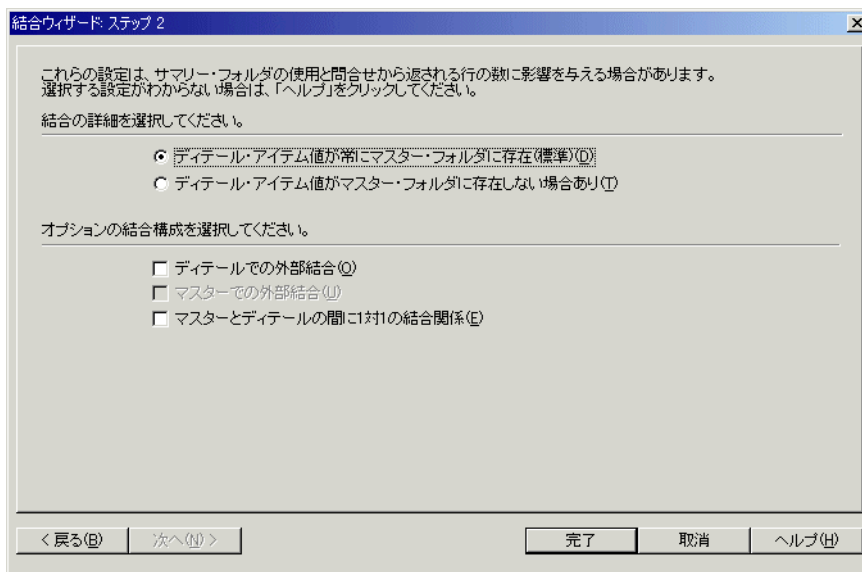 結合ウィザード: ステップ 2
これらの設定は、サマリー・フォルダの使用と問合せから返される行の数に影響を与える場合があります。
選択する設定がわからない場合は、「ヘルプ」をクリックしてください。
結合の詳細を選択してください。
ディテール・アイテム値が常にマスター・フォルダに存在(標準)(D)
ディテール・アイテム値がマスター・フォルダに存在しない場合あり(T)
オプションの結合構成を選択してください。
ディテールでの外部結合(O)
マスターでの外部結合(U)
マスターとディテールの間に1対1の結合関係(E)
< 戻る(B) 次へ(N) > 完了 取消 ヘルプ(H)